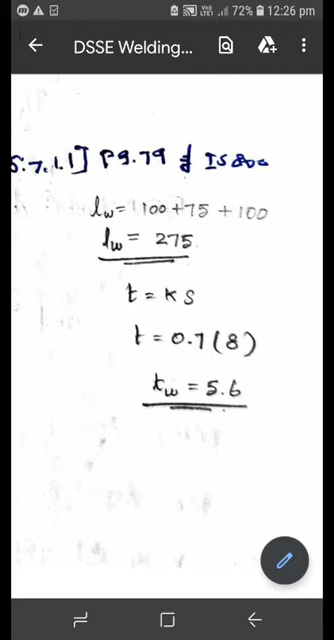 72% 12:26 pm
DSSE Welding...
5.7.1.1] Pg.79 of IS800
lw = 100 + 75 + 100
lw = 275
t = K S
t = 0.7 (8)
tw = 5.6